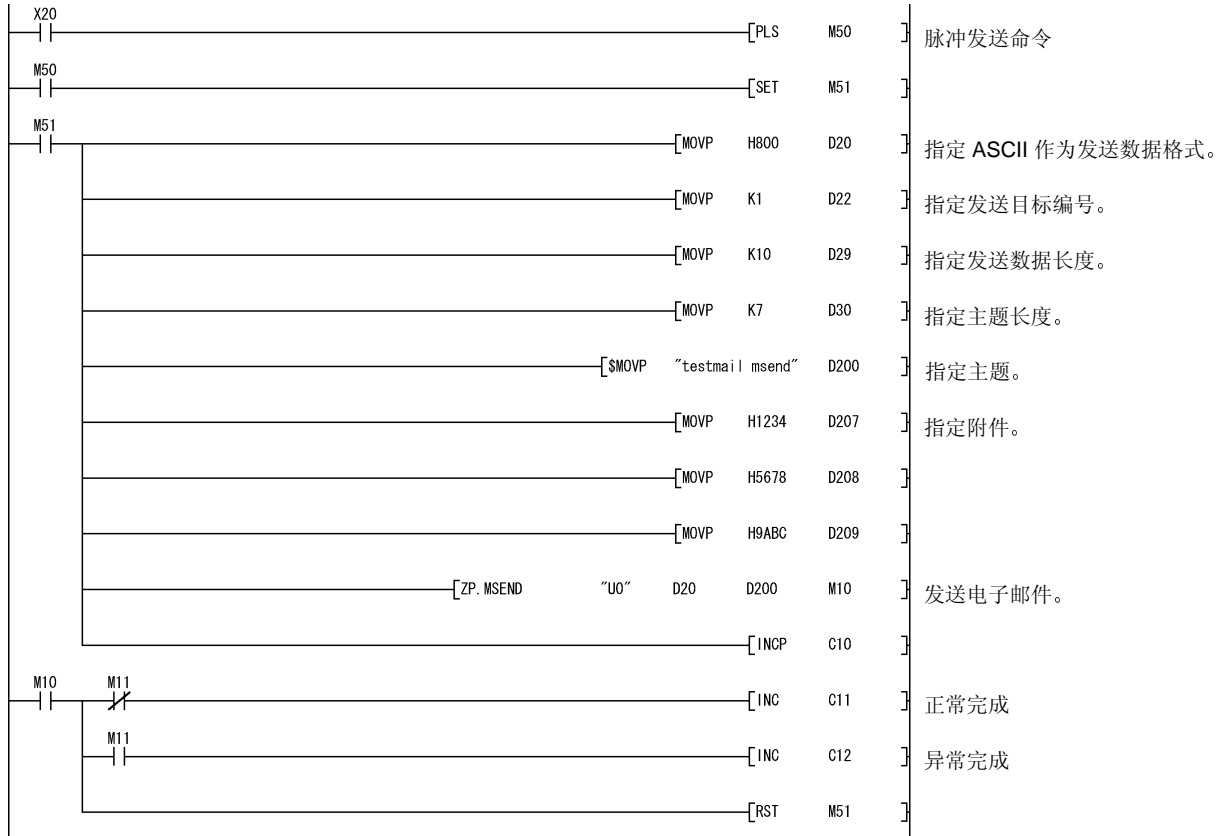 X20
PLS M50 脉冲发送命令
M50
SET M51
M51
MOVP H800 D20 指定 ASCII 作为发送数据格式。
MOVP K1 D22 指定发送目标编号。
MOVP K10 D29 指定发送数据长度。
MOVP K7 D30 指定主题长度。
$MOVP "testmail msend" D200 指定主题。
MOVP H1234 D207 指定附件。
MOVP H5678 D208
MOVP H9ABC D209
ZP.MSEND "U0" D20 D200 M10 发送电子邮件。
INCP C10
M10 M11
INC C11 正常完成
M11
INC C12 异常完成
RST M51